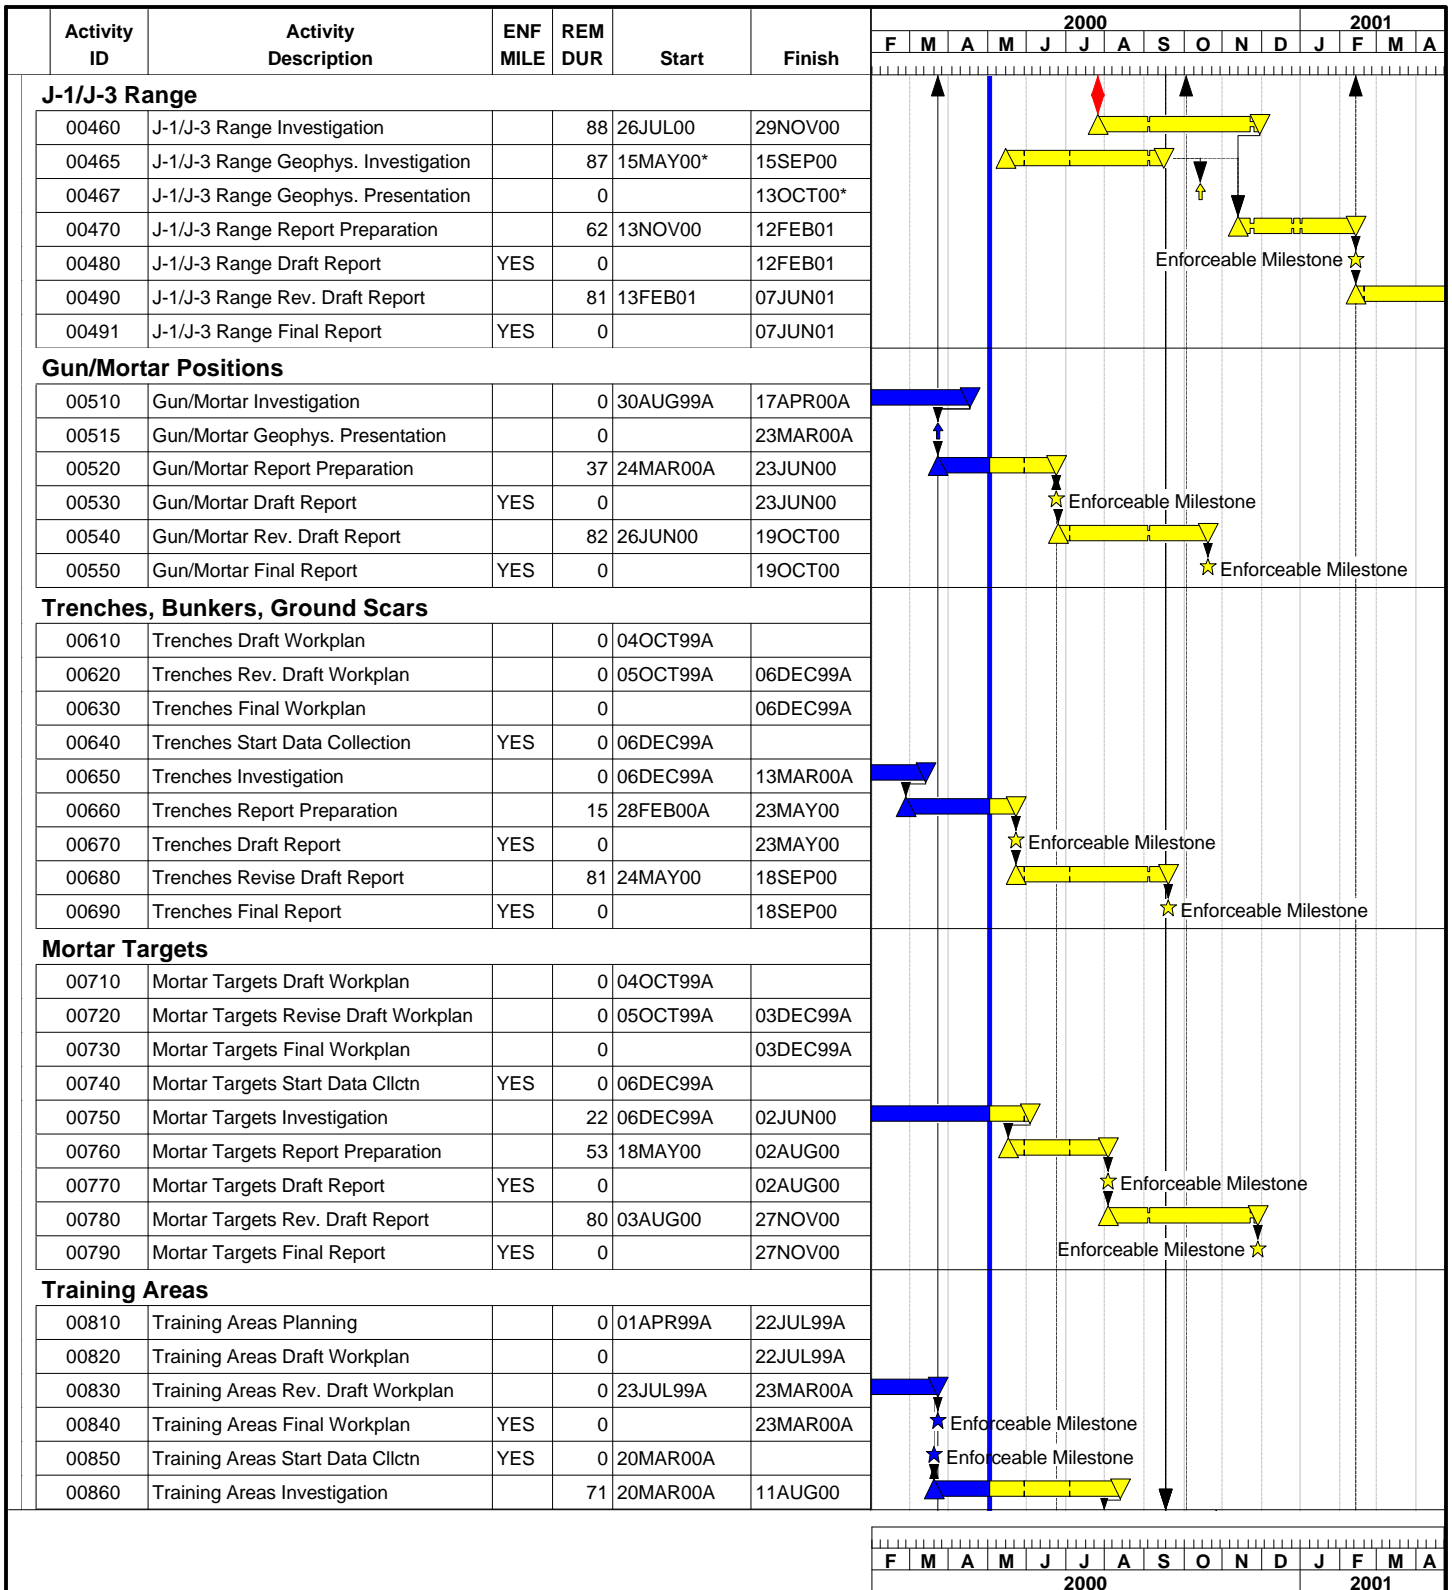 2000 2001
Activity ID Activity Description ENF MILE REM DUR Start Finish F M A M J J A S O N D J F M A
J-1/J-3 Range
00460 J-1/J-3 Range Investigation 88 26JUL00 29NOV00
00465 J-1/J-3 Range Geophys. Investigation 87 15MAY00* 15SEP00
00467 J-1/J-3 Range Geophys. Presentation 0 13OCT00*
00470 J-1/J-3 Range Report Preparation 62 13NOV00 12FEB01
00480 J-1/J-3 Range Draft Report YES 0 12FEB01 Enforceable Milestone
00490 J-1/J-3 Range Rev. Draft Report 81 13FEB01 07JUN01
00491 J-1/J-3 Range Final Report YES 0 07JUN01
Gun/Mortar Positions
00510 Gun/Mortar Investigation 0 30AUG99A 17APR00A
00515 Gun/Mortar Geophys. Presentation 0 23MAR00A
00520 Gun/Mortar Report Preparation 37 24MAR00A 23JUN00
00530 Gun/Mortar Draft Report YES 0 23JUN00 Enforceable Milestone
00540 Gun/Mortar Rev. Draft Report 82 26JUN00 19OCT00
00550 Gun/Mortar Final Report YES 0 19OCT00 Enforceable Milestone
Trenches, Bunkers, Ground Scars
00610 Trenches Draft Workplan 0 04OCT99A
00620 Trenches Rev. Draft Workplan 0 05OCT99A 06DEC99A
00630 Trenches Final Workplan 0 06DEC99A
00640 Trenches Start Data Collection YES 0 06DEC99A
00650 Trenches Investigation 0 06DEC99A 13MAR00A
00660 Trenches Report Preparation 15 28FEB00A 23MAY00
00670 Trenches Draft Report YES 0 23MAY00 Enforceable Milestone
00680 Trenches Revise Draft Report 81 24MAY00 18SEP00
00690 Trenches Final Report YES 0 18SEP00 Enforceable Milestone
Mortar Targets
00710 Mortar Targets Draft Workplan 0 04OCT99A
00720 Mortar Targets Revise Draft Workplan 0 05OCT99A 03DEC99A
00730 Mortar Targets Final Workplan 0 03DEC99A
00740 Mortar Targets Start Data Cllctn YES 0 06DEC99A
00750 Mortar Targets Investigation 22 06DEC99A 02JUN00
00760 Mortar Targets Report Preparation 53 18MAY00 02AUG00
00770 Mortar Targets Draft Report YES 0 02AUG00 Enforceable Milestone
00780 Mortar Targets Rev. Draft Report 80 03AUG00 27NOV00
00790 Mortar Targets Final Report YES 0 27NOV00 Enforceable Milestone
Training Areas
00810 Training Areas Planning 0 01APR99A 22JUL99A
00820 Training Areas Draft Workplan 0 22JUL99A
00830 Training Areas Rev. Draft Workplan 0 23JUL99A 23MAR00A
00840 Training Areas Final Workplan YES 0 23MAR00A Enforceable Milestone
00850 Training Areas Start Data Cllctn YES 0 20MAR00A Enforceable Milestone
00860 Training Areas Investigation 71 20MAR00A 11AUG00
F M A M J J A S O N D J F M A
2000 2001